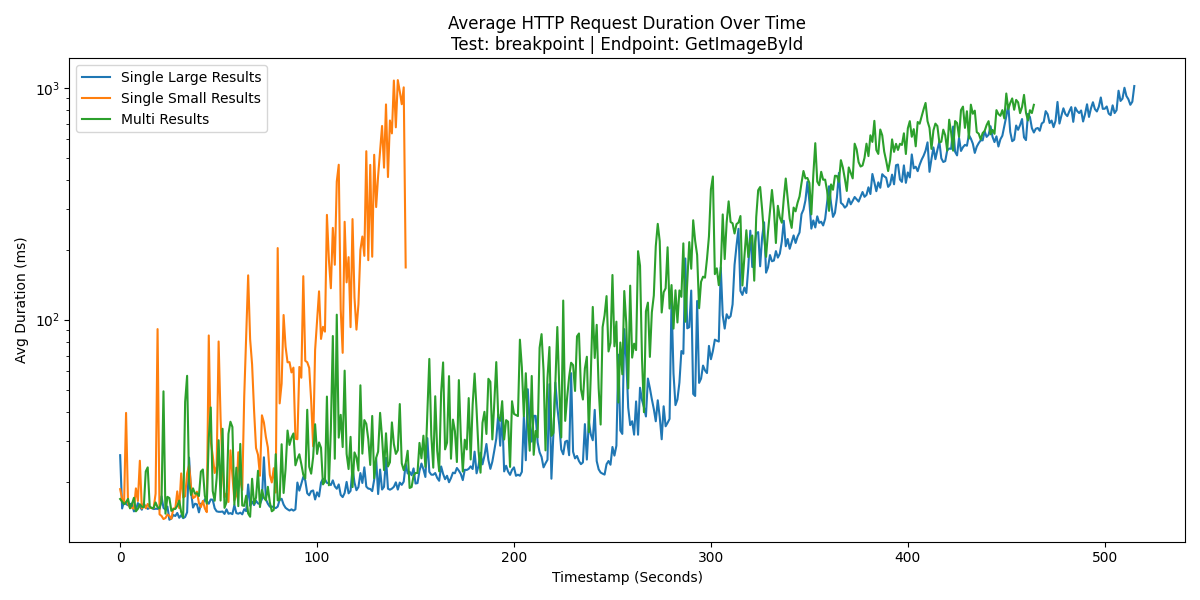 Average HTTP Request Duration Over Time
Test: breakpoint | Endpoint: GetImageById
Single Large Results
Single Small Results
Multi Results
Avg Duration (ms)
10³
10²
0 100 200 300 400 500
Timestamp (Seconds)